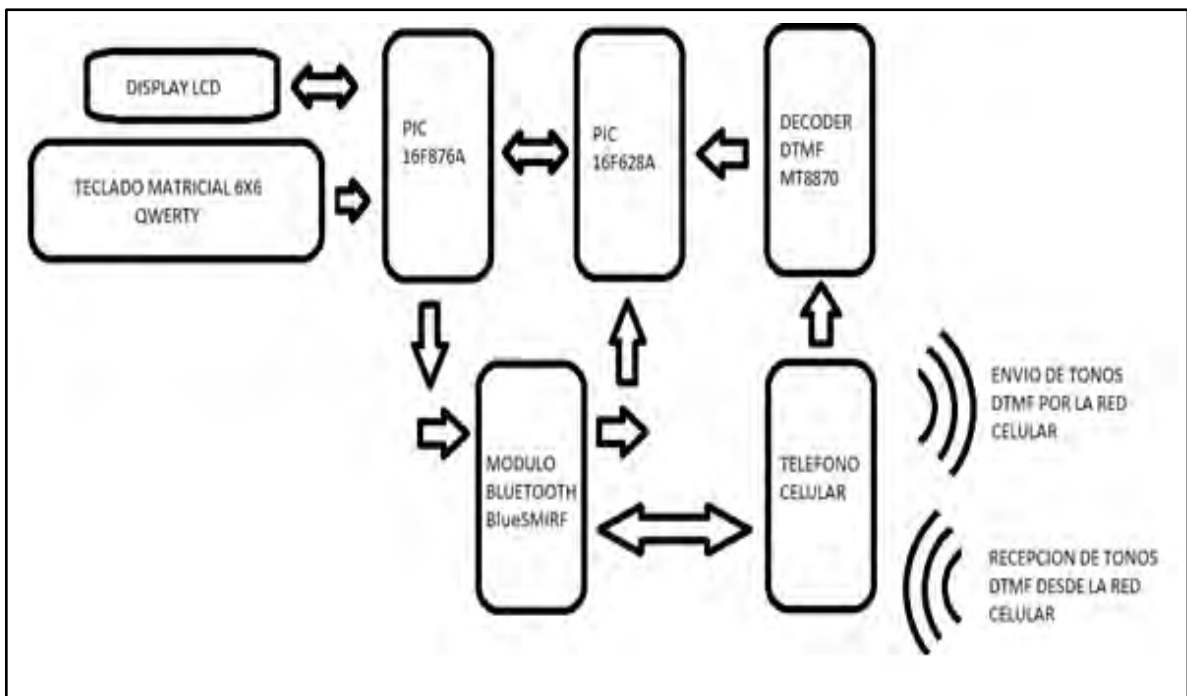 DISPLAY LCD
TECLADO MATRICIAL 6X6
QWERTY
PIC
16F876A
PIC
16F628A
DECODER
DTMF
MT8870
MODULO
BLUETOOTH
BlueSMiRF
TELEFONO
CELULAR
ENVIO DE TONOS
DTMF POR LA RED
CELULAR
RECEPCION DE TONOS
DTMF DESDE LA RED
CELULAR